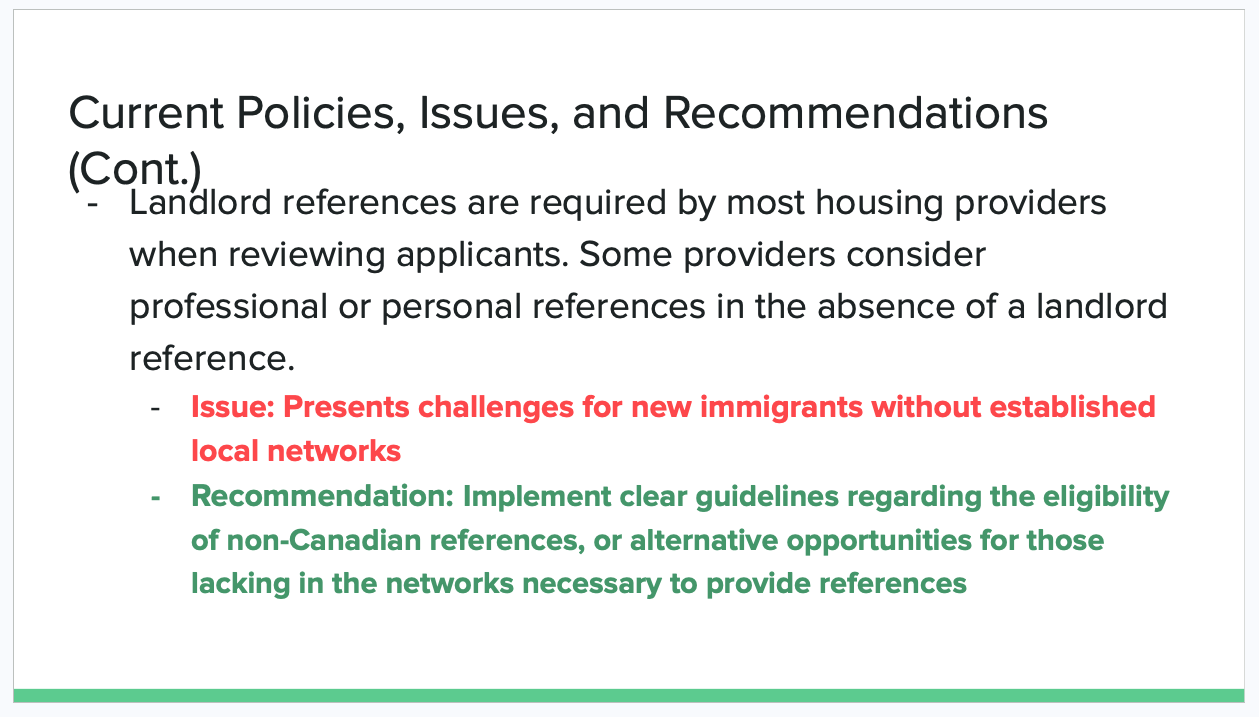 Current Policies, Issues, and Recommendations
(Cont.)
- Landlord references are required by most housing providers
when reviewing applicants. Some providers consider
professional or personal references in the absence of a landlord
reference.
- Issue: Presents challenges for new immigrants without established
local networks
- Recommendation: Implement clear guidelines regarding the eligibility
of non-Canadian references, or alternative opportunities for those
lacking in the networks necessary to provide references